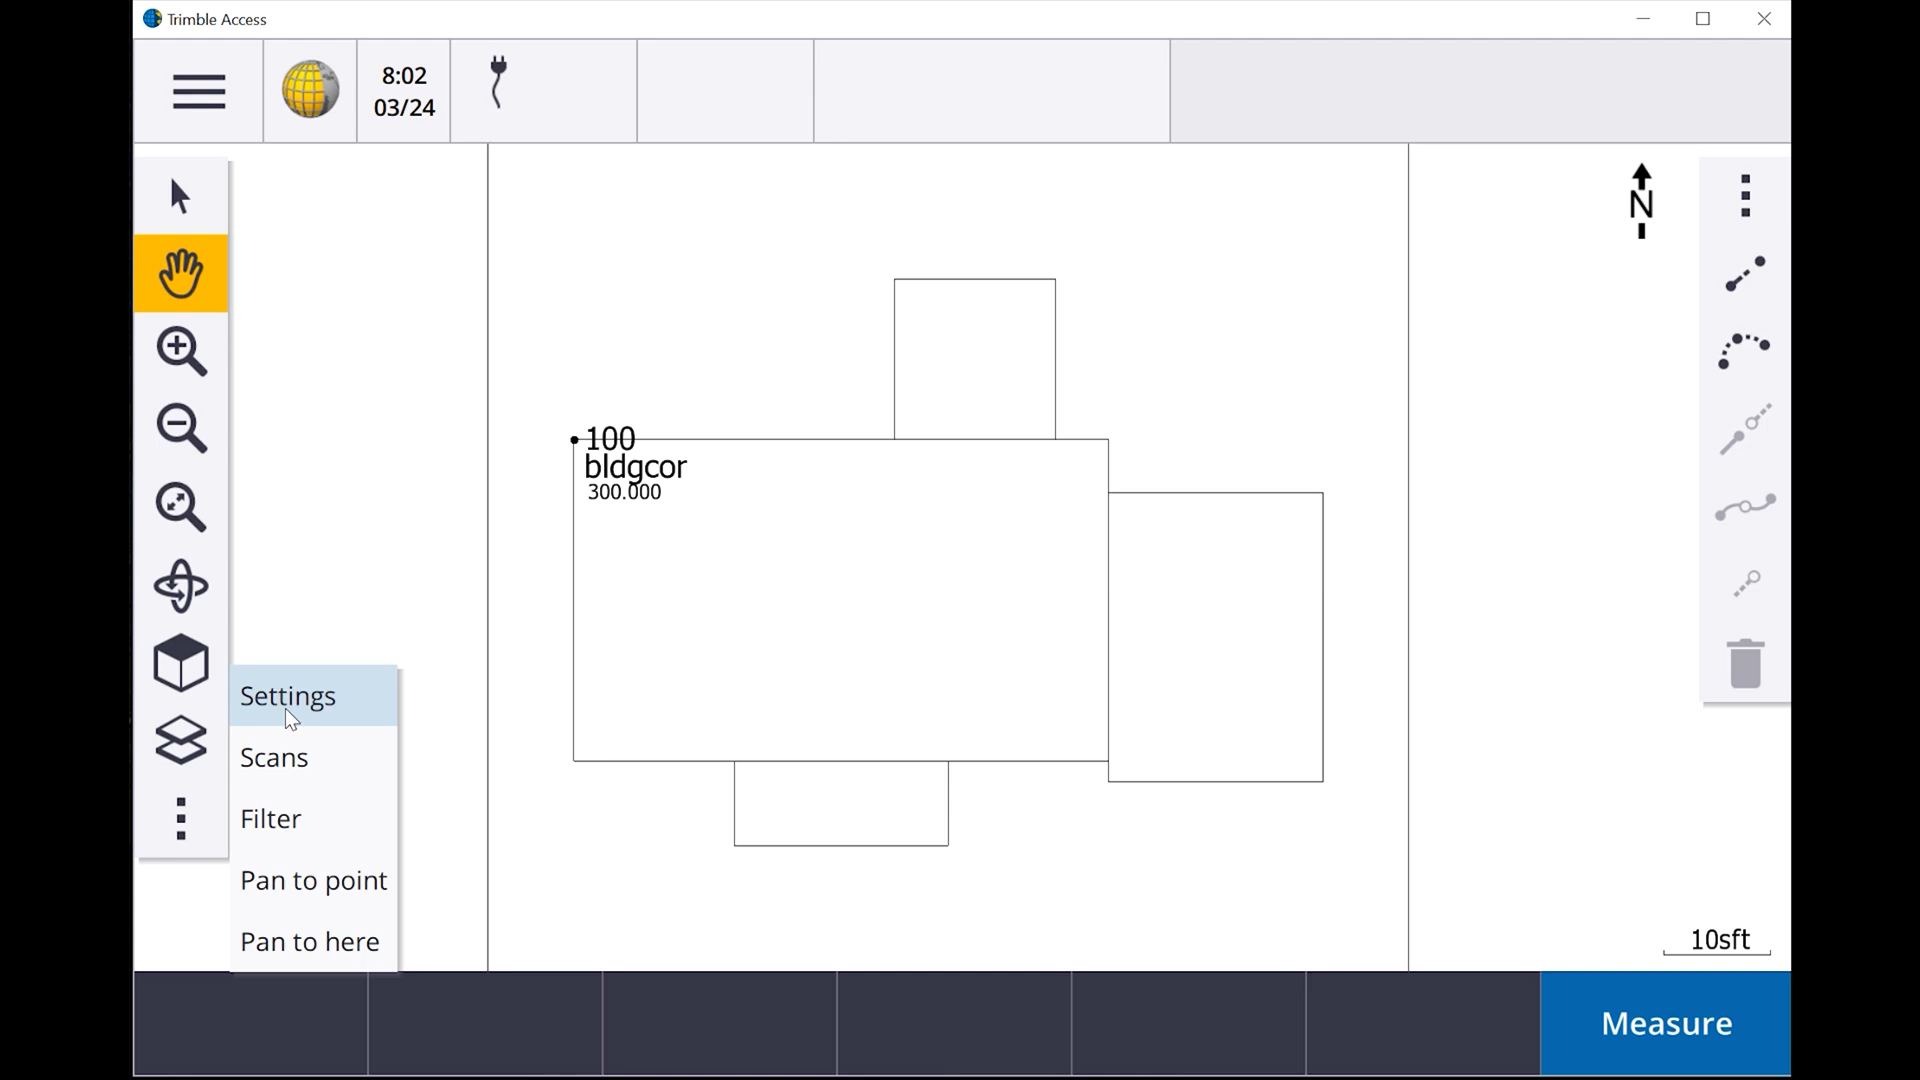 Trimble Access
8:02
03/24
N
100
bldgcor
300.000
Settings
Scans
Filter
Pan to point
Pan to here
10sft
Measure